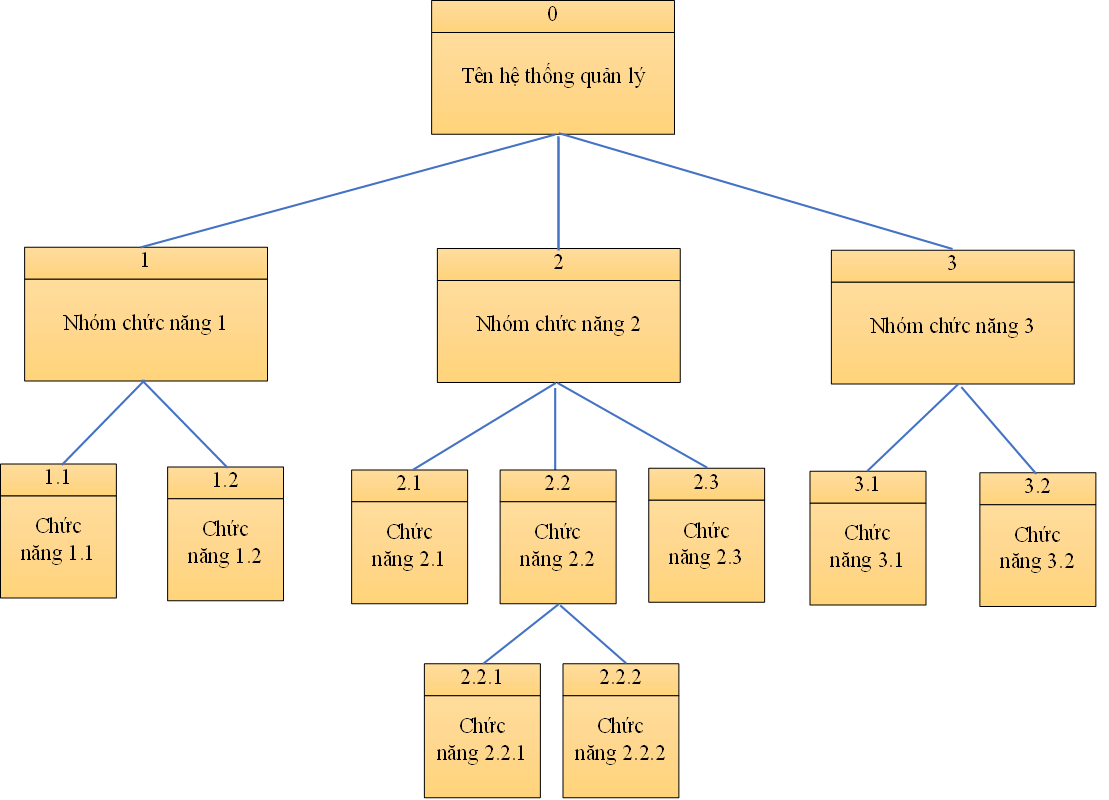 0
Tên hệ thống quản lý
1
Nhóm chức năng 1
2
Nhóm chức năng 2
3
Nhóm chức năng 3
1.1
Chức
năng 1.1
1.2
Chức
năng 1.2
2.1
Chức
năng 2.1
2.2
Chức
năng 2.2
2.3
Chức
năng 2.3
3.1
Chức
năng 3.1
3.2
Chức
năng 3.2
2.2.1
Chức
năng 2.2.1
2.2.2
Chức
năng 2.2.2